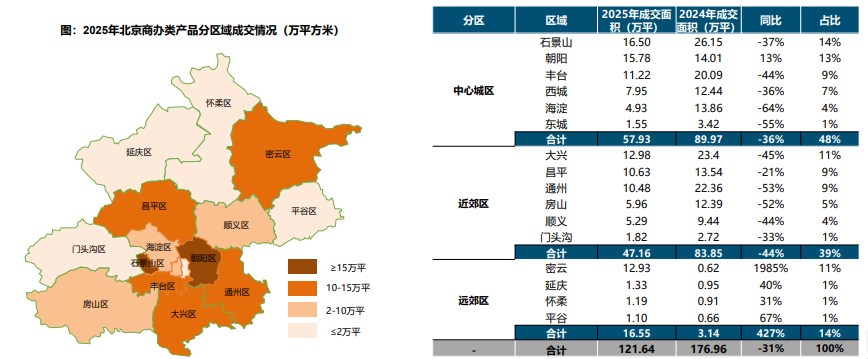 图：2025年北京商办类产品分区域成交情况（万平方米）
怀柔区
延庆区
密云区
昌平区
顺义区
平谷区
门头沟区
海淀区
石景山区
朝阳区
丰台区
通州区
房山区
大兴区
≥15万平
10-15万平
2-10万平
≤2万平
分区 区域 2025年成交面积（万平） 2024年成交面积（万平） 同比 占比
中心城区
石景山 16.50 26.15 -37% 14%
朝阳 15.78 14.01 13% 13%
丰台 11.22 20.09 -44% 9%
西城 7.95 12.44 -36% 7%
海淀 4.93 13.86 -64% 4%
东城 1.55 3.42 -55% 1%
合计 57.93 89.97 -36% 48%
近郊区
大兴 12.98 23.4 -45% 11%
昌平 10.63 13.54 -21% 9%
通州 10.48 22.36 -53% 9%
房山 5.96 12.39 -52% 5%
顺义 5.29 9.44 -44% 4%
门头沟 1.82 2.72 -33% 1%
合计 47.16 83.85 -44% 39%
远郊区
密云 12.93 0.62 1985% 11%
延庆 1.33 0.95 40% 1%
怀柔 1.19 0.91 31% 1%
平谷 1.10 0.66 67% 1%
合计 16.55 3.14 427% 14%
- 合计 121.64 176.96 -31% 100%